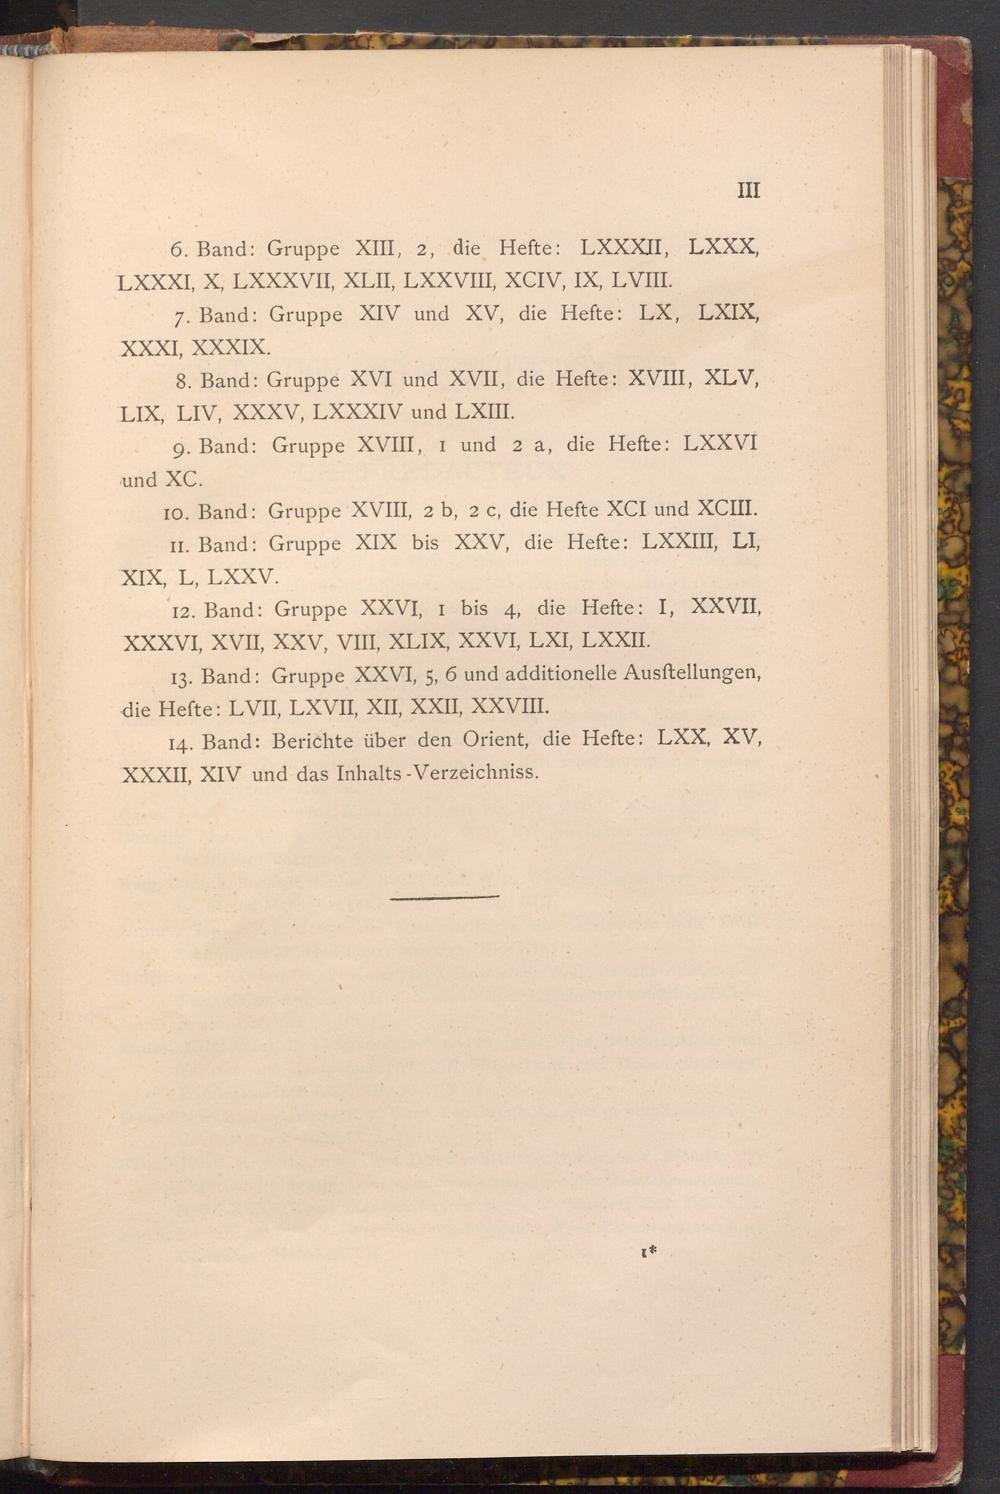 III
6. Band: Gruppe XIII, 2, die Hefte: LXXXII, LXXX,
LXXXI, X, LXXXVII, XLII, LXXVIII, XCIV, IX, LVIII.
7. Band: Gruppe XIV und XV, die Hefte: LX, LXIX,
XXXI, XXXIX.
8. Band: Gruppe XVI und XVII, die Hefte: XVIII, XLV,
LIX, LIV, XXXV, LXXXIV und LXIII.
9. Band: Gruppe XVIII, 1 und 2 a, die Hefte: LXXVI
und XC.
10. Band: Gruppe XVIII, 2 b, 2 c, die Hefte XCI und XCIII.
11. Band: Gruppe XIX bis XXV, die Hefte: LXXIII, LI,
XIX, L, LXXV.
12. Band: Gruppe XXVI, 1 bis 4, die Hefte: I, XXVII,
XXXVI, XVII, XXV, VIII, XLIX, XXVI, LXI, LXXII.
13. Band: Gruppe XXVI, 5, 6 und additionelle Ausſtellungen,
die Hefte: LVII, LXVII, XII, XXII, XXVIII.
14. Band: Berichte über den Orient, die Hefte: LXX, XV,
XXXII, XIV und das Inhalts-Verzeichniss.
1*